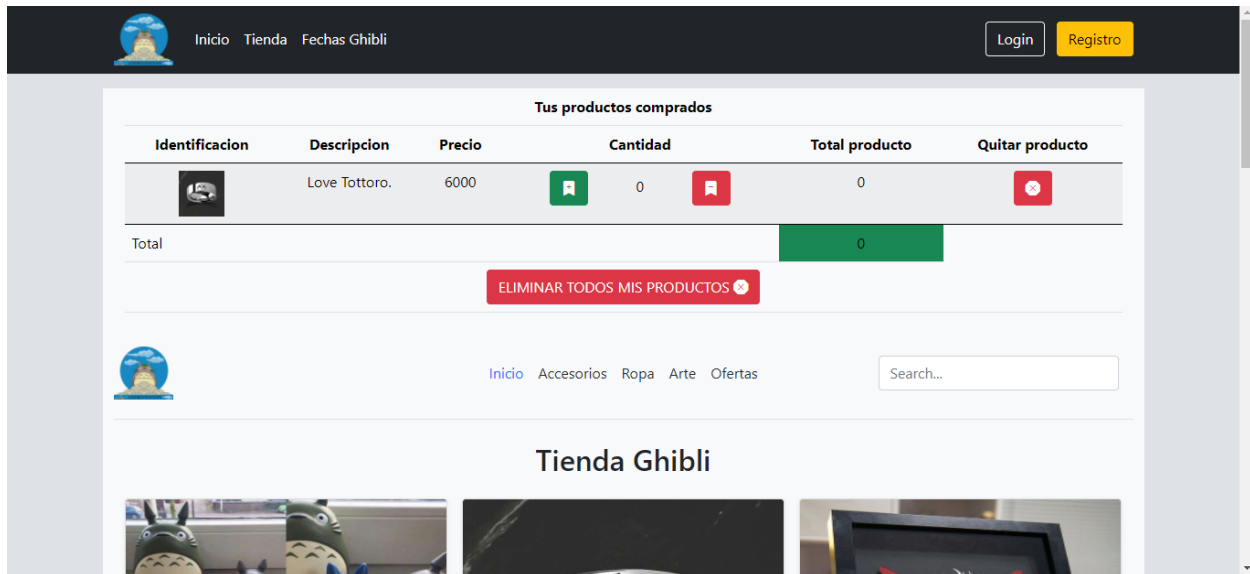 Inicio Tienda Fechas Ghibli Login Registro
Tus productos comprados
Identificacion Descripcion Precio Cantidad Total producto Quitar producto
Love Tottoro. 6000 0 0
Total 0
ELIMINAR TODOS MIS PRODUCTOS
Inicio Accesorios Ropa Arte Ofertas Search...
Tienda Ghibli